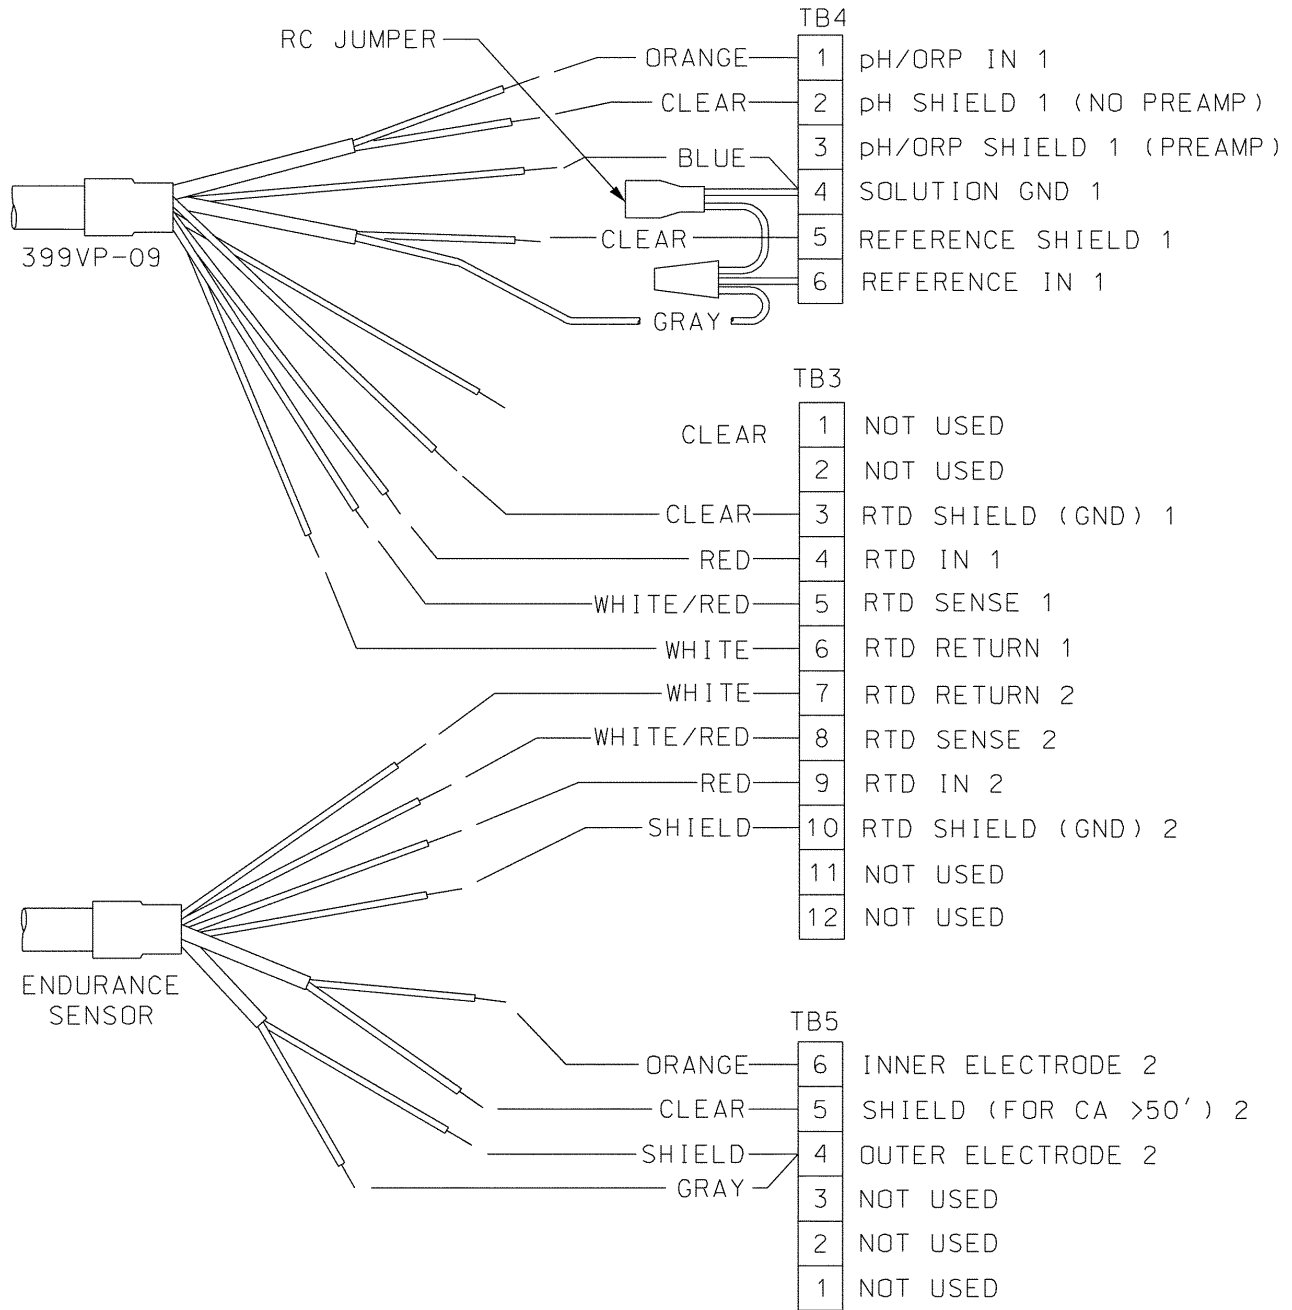 TB4
RC JUMPER
ORANGE 1 pH/ORP IN 1
CLEAR 2 pH SHIELD 1 (NO PREAMP)
3 pH/ORP SHIELD 1 (PREAMP)
BLUE
4 SOLUTION GND 1
CLEAR 5 REFERENCE SHIELD 1
399VP-09
6 REFERENCE IN 1
GRAY
TB3
CLEAR
1 NOT USED
2 NOT USED
CLEAR 3 RTD SHIELD (GND) 1
RED 4 RTD IN 1
WHITE/RED 5 RTD SENSE 1
WHITE 6 RTD RETURN 1
WHITE 7 RTD RETURN 2
WHITE/RED 8 RTD SENSE 2
RED 9 RTD IN 2
SHIELD 10 RTD SHIELD (GND) 2
11 NOT USED
12 NOT USED
ENDURANCE
SENSOR
TB5
ORANGE 6 INNER ELECTRODE 2
CLEAR 5 SHIELD (FOR CA >50') 2
SHIELD 4 OUTER ELECTRODE 2
GRAY
3 NOT USED
2 NOT USED
1 NOT USED